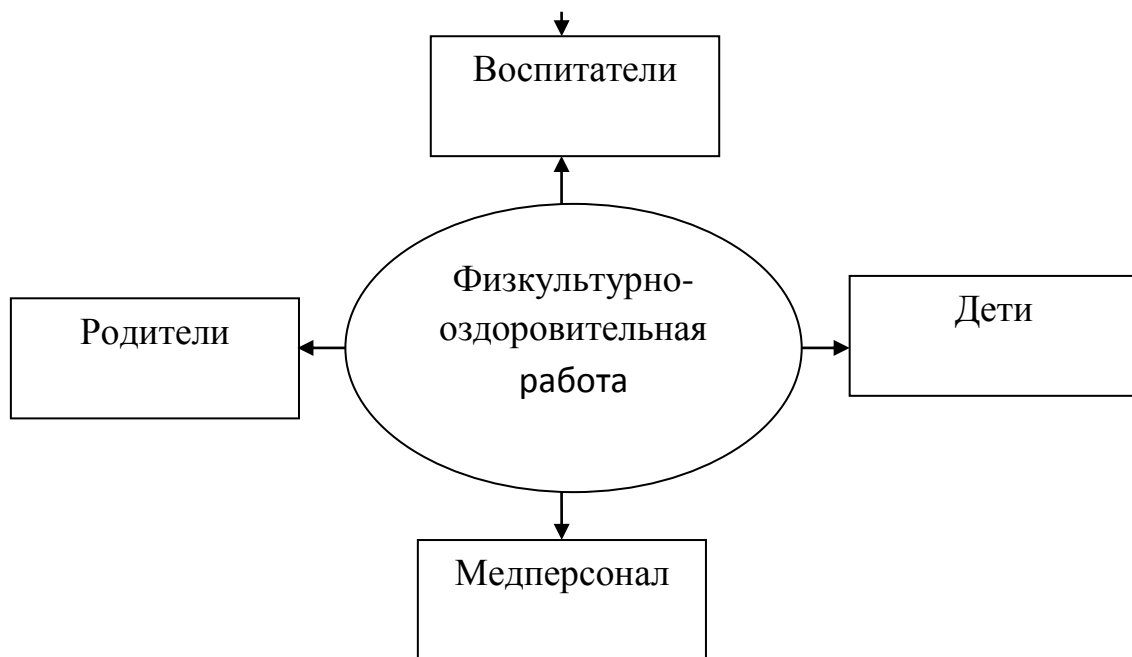 Воспитатели
Физкультурно-
оздоровительная
работа
Родители
Дети
Медперсонал